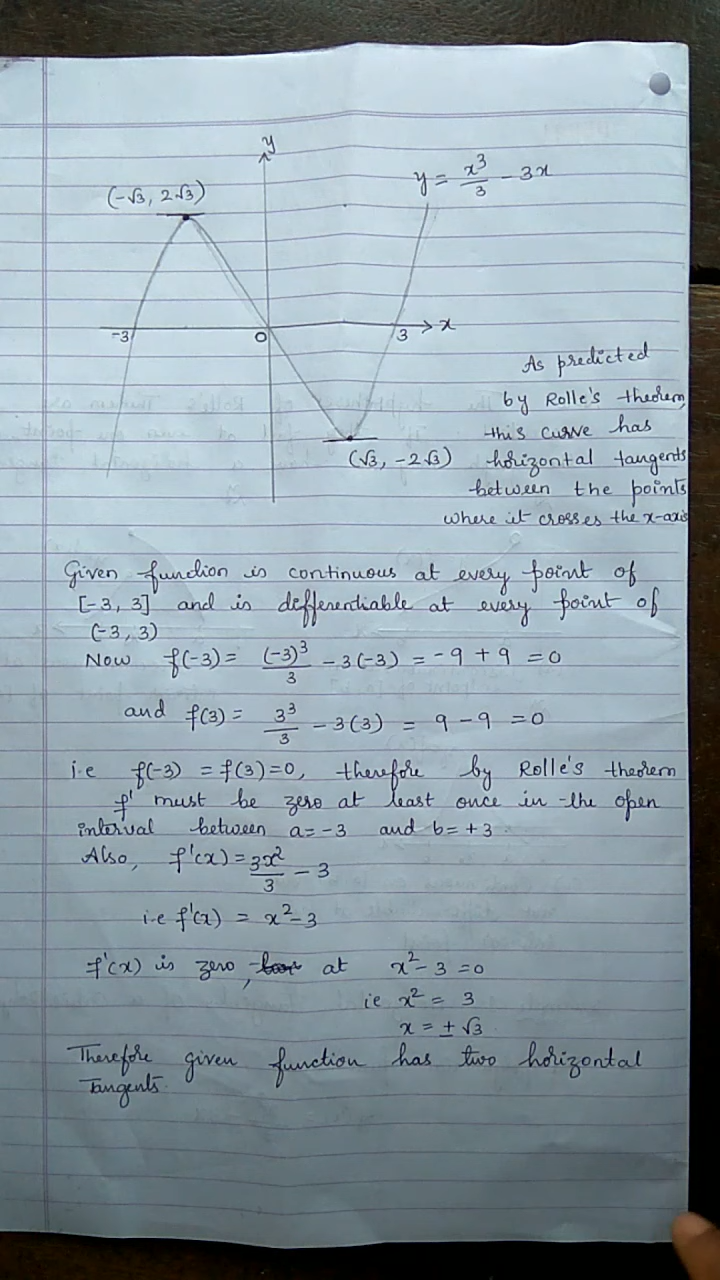 y
y = x³/3 - 3x
(-√3, 2√3)
-3
0
3
x
(√3, -2√3)
As predicted
by Rolle's theorem,
this curve has
horizontal tangents
between the points
where it crosses the x-axis
Given function is continuous at every point of
[-3, 3] and is differentiable at every point of
(-3, 3)
Now f(-3) = (-3)³/3 - 3(-3) = -9 + 9 = 0
and f(3) = 3³/3 - 3(3) = 9 - 9 = 0
i.e f(-3) = f(3) = 0, therefore by Rolle's theorem
f' must be zero at least once in the open
interval between a = -3 and b = +3
Also, f'(x) = 3x²/3 - 3
i.e f'(x) = x² - 3
f'(x) is zero, at x² - 3 = 0
ie x² = 3
x = ± √3
Therefore given function has two horizontal
Tangents.